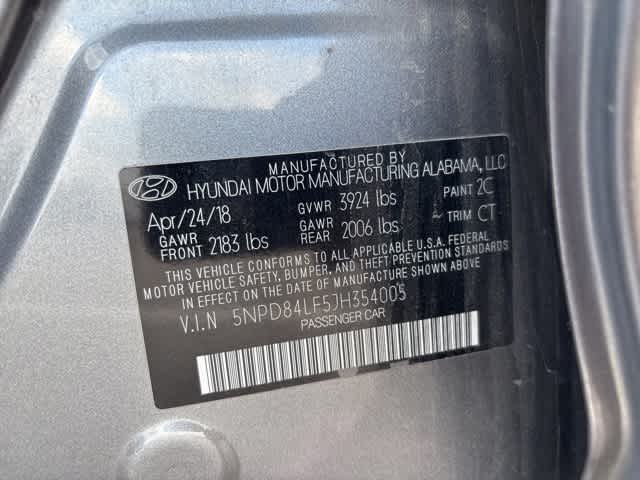 MANUFACTURED BY
HYUNDAI MOTOR MANUFACTURING ALABAMA, LLC
Apr/24/18 GVWR 3924 lbs PAINT 2C
GAWR FRONT 2183 lbs GAWR REAR 2006 lbs TRIM CT
THIS VEHICLE CONFORMS TO ALL APPLICABLE U.S.A. FEDERAL
MOTOR VEHICLE SAFETY, BUMPER, AND THEFT PREVENTION STANDARDS
IN EFFECT ON THE DATE OF MANUFACTURE SHOWN ABOVE.
V.I.N 5NPD84LF5JH354005
PASSENGER CAR